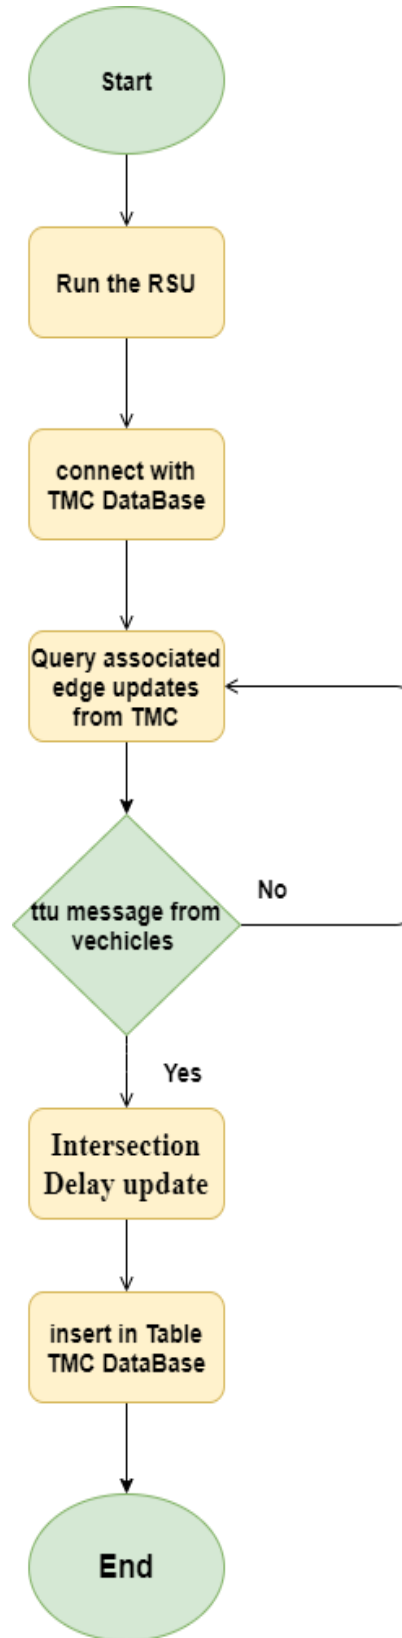 Start
Run the RSU
connect with
TMC DataBase
Query associated
edge updates
from TMC
ttu message from
vechicles
No
Yes
Intersection
Delay update
insert in Table
TMC DataBase
End